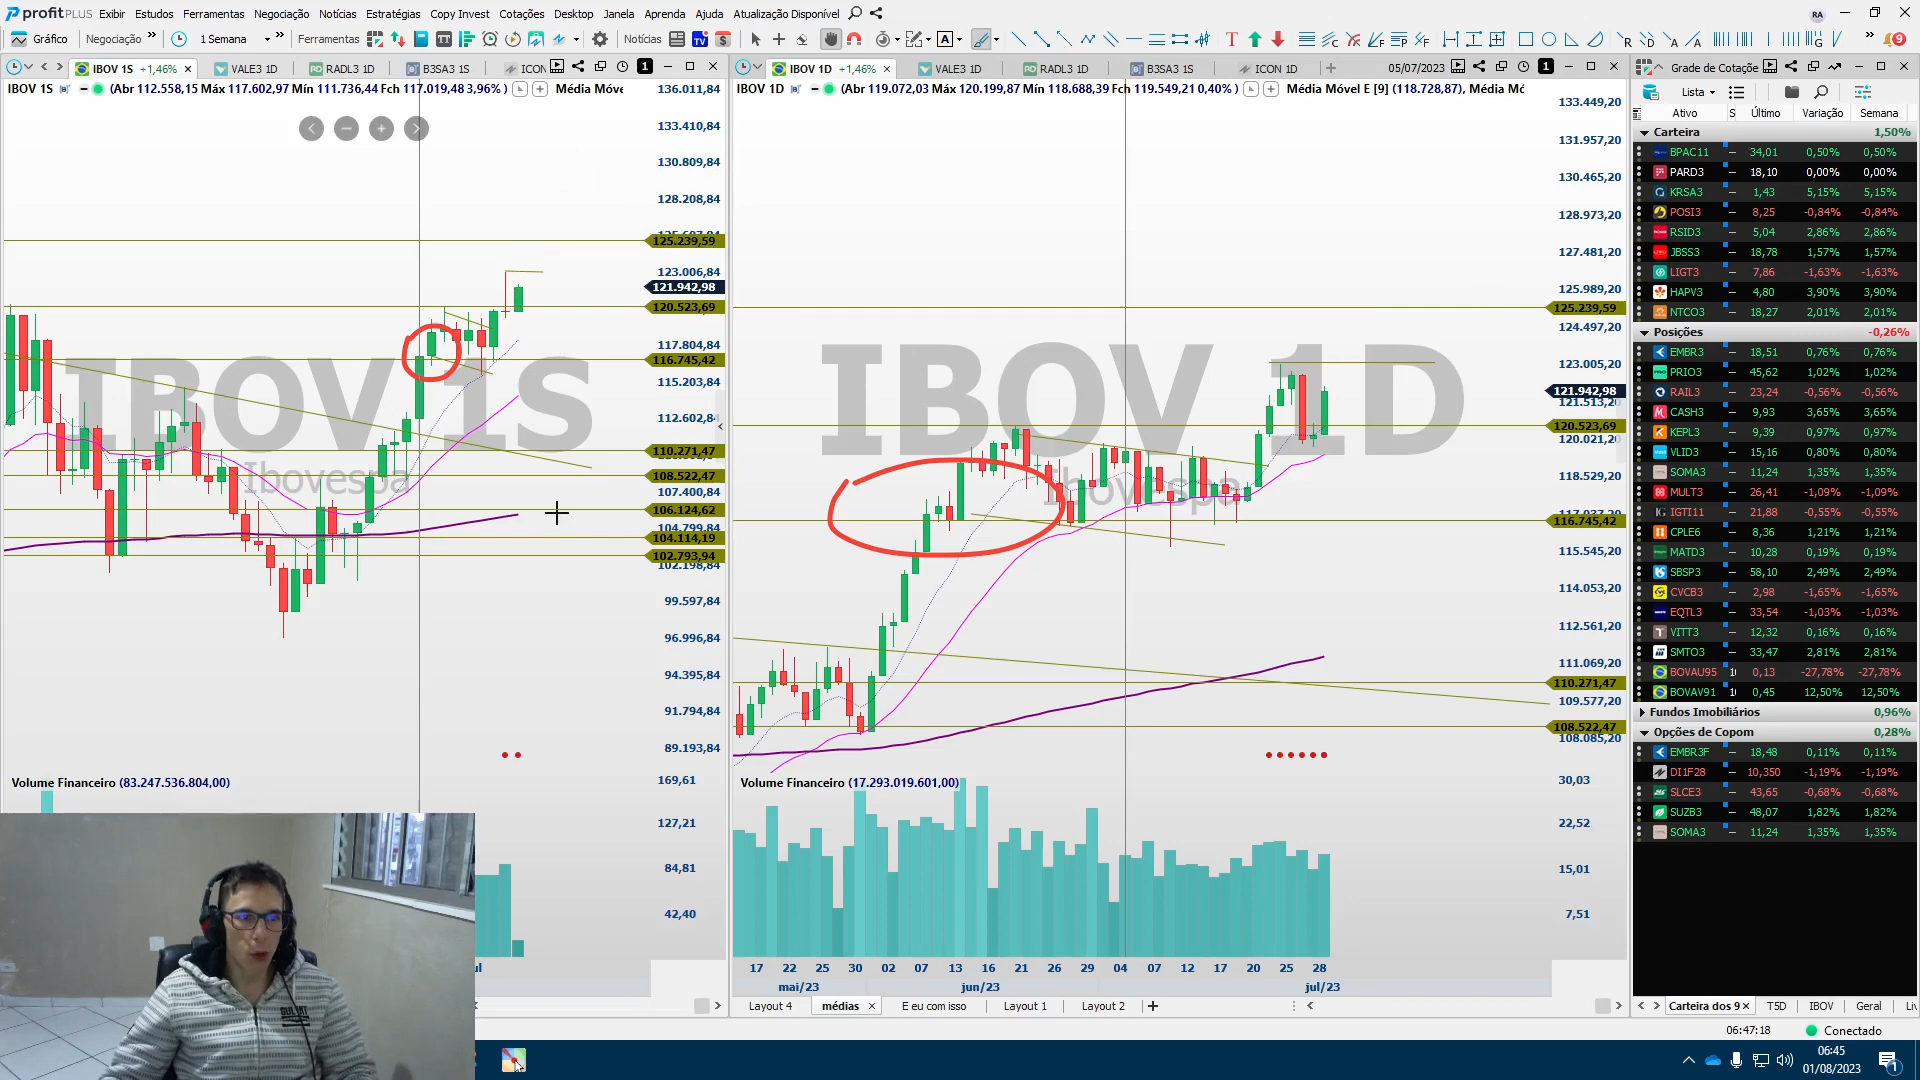 profitPLUS Exibir Estudos Ferramentas Negociação Notícias Estratégias Copy Invest Cotações Desktop Janela Aprenda Ajuda Atualização Disponível RA
Gráfico Negociação 1 Semana Ferramentas Notícias
IBOV 1S +1,46% VALE3 1D RADL3 1D B3SA3 1S ICON 1
IBOV 1D +1,46% VALE3 1D RADL3 1D B3SA3 1S ICON 1D 05/07/2023 1
Grade de Cotaçõe
IBOV 1S (Abr 112.558,15 Máx 117.602,97 Mín 111.736,44 Fch 117.019,48 3,96% ) Média Móve
IBOV 1D (Abr 119.072,03 Máx 120.199,87 Mín 118.688,39 Fch 119.549,21 0,40% ) Média Móvel E [9] (118.728,87), Média Mó
Lista
Ativo S Último Variação Semana
Carteira 1,50%
BPAC11 34,01 0,50% 0,50%
PARD3 18,10 0,00% 0,00%
KRSA3 1,43 5,15% 5,15%
POSI3 8,25 -0,84% -0,84%
RSID3 5,04 2,86% 2,86%
JBSS3 18,78 1,57% 1,57%
LIGT3 7,86 -1,63% -1,63%
HAPV3 4,80 3,90% 3,90%
NTCO3 18,27 2,01% 2,01%
Posições -0,26%
EMBR3 18,51 0,76% 0,76%
PRIO3 45,62 1,02% 1,02%
RAIL3 23,24 -0,56% -0,56%
CASH3 9,93 3,65% 3,65%
KEPL3 9,39 0,97% 0,97%
VLID3 15,16 0,80% 0,80%
SOMA3 11,24 1,35% 1,35%
MULT3 26,41 -1,09% -1,09%
IGTI11 21,88 -0,55% -0,55%
CPLE6 8,36 1,21% 1,21%
MATD3 10,28 0,19% 0,19%
SBSP3 58,10 2,49% 2,49%
CVCB3 2,98 -1,65% -1,65%
EQTL3 33,54 -1,03% -1,03%
VITT3 12,32 0,16% 0,16%
SMTO3 33,47 2,81% 2,81%
BOVAU95 0,13 -27,78% -27,78%
BOVAV91 0,45 12,50% 12,50%
Fundos Imobiliários 0,96%
Opções de Copom 0,28%
EMBR3F 18,48 0,11% 0,11%
DI1F28 10,350 -1,19% -1,19%
SLCE3 43,65 -0,68% -0,68%
SUZB3 48,07 1,82% 1,82%
SOMA3 11,24 1,35% 1,35%
136.011,84
133.410,84
130.809,84
128.208,84
125.239,59
123.006,84
121.942,98
120.523,69
117.804,84
116.745,42
115.203,84
112.602,84
110.271,47
108.522,47
107.400,84
106.124,62
104.799,84
104.114,19
102.793,94
102.198,84
99.597,84
96.996,84
94.395,84
91.794,84
89.193,84
IBOV 1S
Ibovespa
Volume Financeiro (83.247.536.804,00)
169,61
127,21
84,81
42,40
133.449,20
131.957,20
130.465,20
128.973,20
127.481,20
125.989,20
125.239,59
124.497,20
123.005,20
121.942,98
121.513,20
120.523,69
120.021,20
118.529,20
116.745,42
115.545,20
114.053,20
112.561,20
111.069,20
110.271,47
109.577,20
108.522,47
108.085,20
IBOV 1D
Ibovespa
Volume Financeiro (17.293.019.601,00)
30,03
22,52
15,01
7,51
17 22 25 30 02 07 13 16 21 26 29 04 07 12 17 20 25 28
mai/23 jun/23 jul/23
Layout 4 médias E eu com isso Layout 1 Layout 2
Carteira dos 9 T5D IBOV Geral Liv
06:47:18 Conectado
06:45
01/08/2023